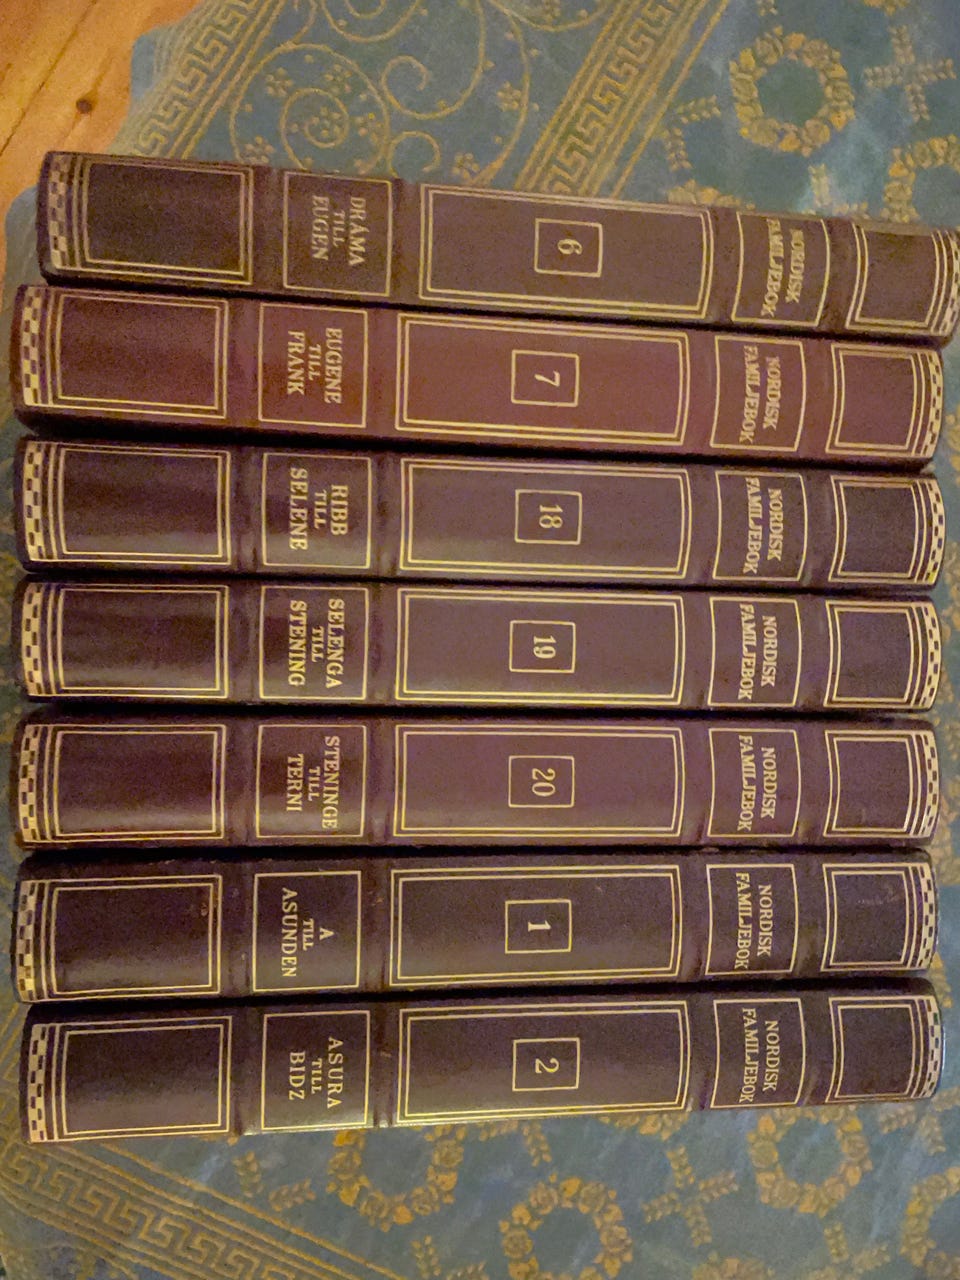 NORDISK
FAMILJEBOK
6
DRAMA
TILL
EUGEN
NORDISK
FAMILJEBOK
7
EUGENE
TILL
FRANK
NORDISK
FAMILJEBOK
18
RIBB
TILL
SELENE
NORDISK
FAMILJEBOK
19
SELENGA
TILL
STENING
NORDISK
FAMILJEBOK
20
STENINGE
TILL
TERNI
NORDISK
FAMILJEBOK
1
A
TILL
ASUNDEN
NORDISK
FAMILJEBOK
2
ASURA
TILL
BIDZ